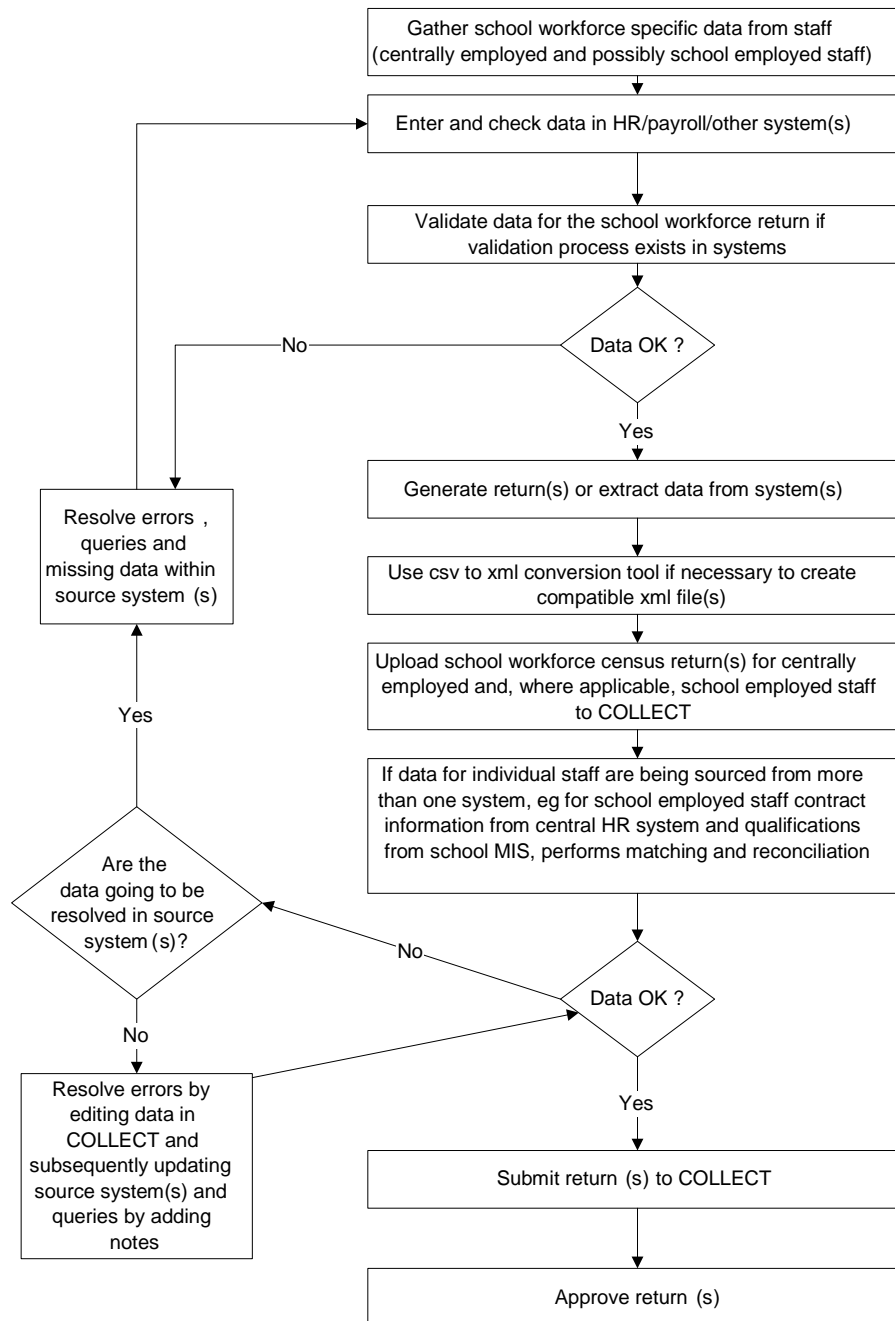 Gather school workforce specific data from staff
(centrally employed and possibly school employed staff)
Enter and check data in HR/payroll/other system(s)
Validate data for the school workforce return if
validation process exists in systems
Data OK ?
No
Yes
Generate return(s) or extract data from system(s)
Resolve errors ,
queries and
missing data within
source system (s)
Use csv to xml conversion tool if necessary to create
compatible xml file(s)
Upload school workforce census return(s) for centrally
employed and, where applicable, school employed staff
to COLLECT
Yes
If data for individual staff are being sourced from more
than one system, eg for school employed staff contract
information from central HR system and qualifications
from school MIS, performs matching and reconciliation
Are the
data going to be
resolved in source
system (s)?
No
Data OK ?
No
Yes
Resolve errors by
editing data in
COLLECT and
subsequently updating
source system(s) and
queries by adding
notes
Submit return (s) to COLLECT
Approve return (s)